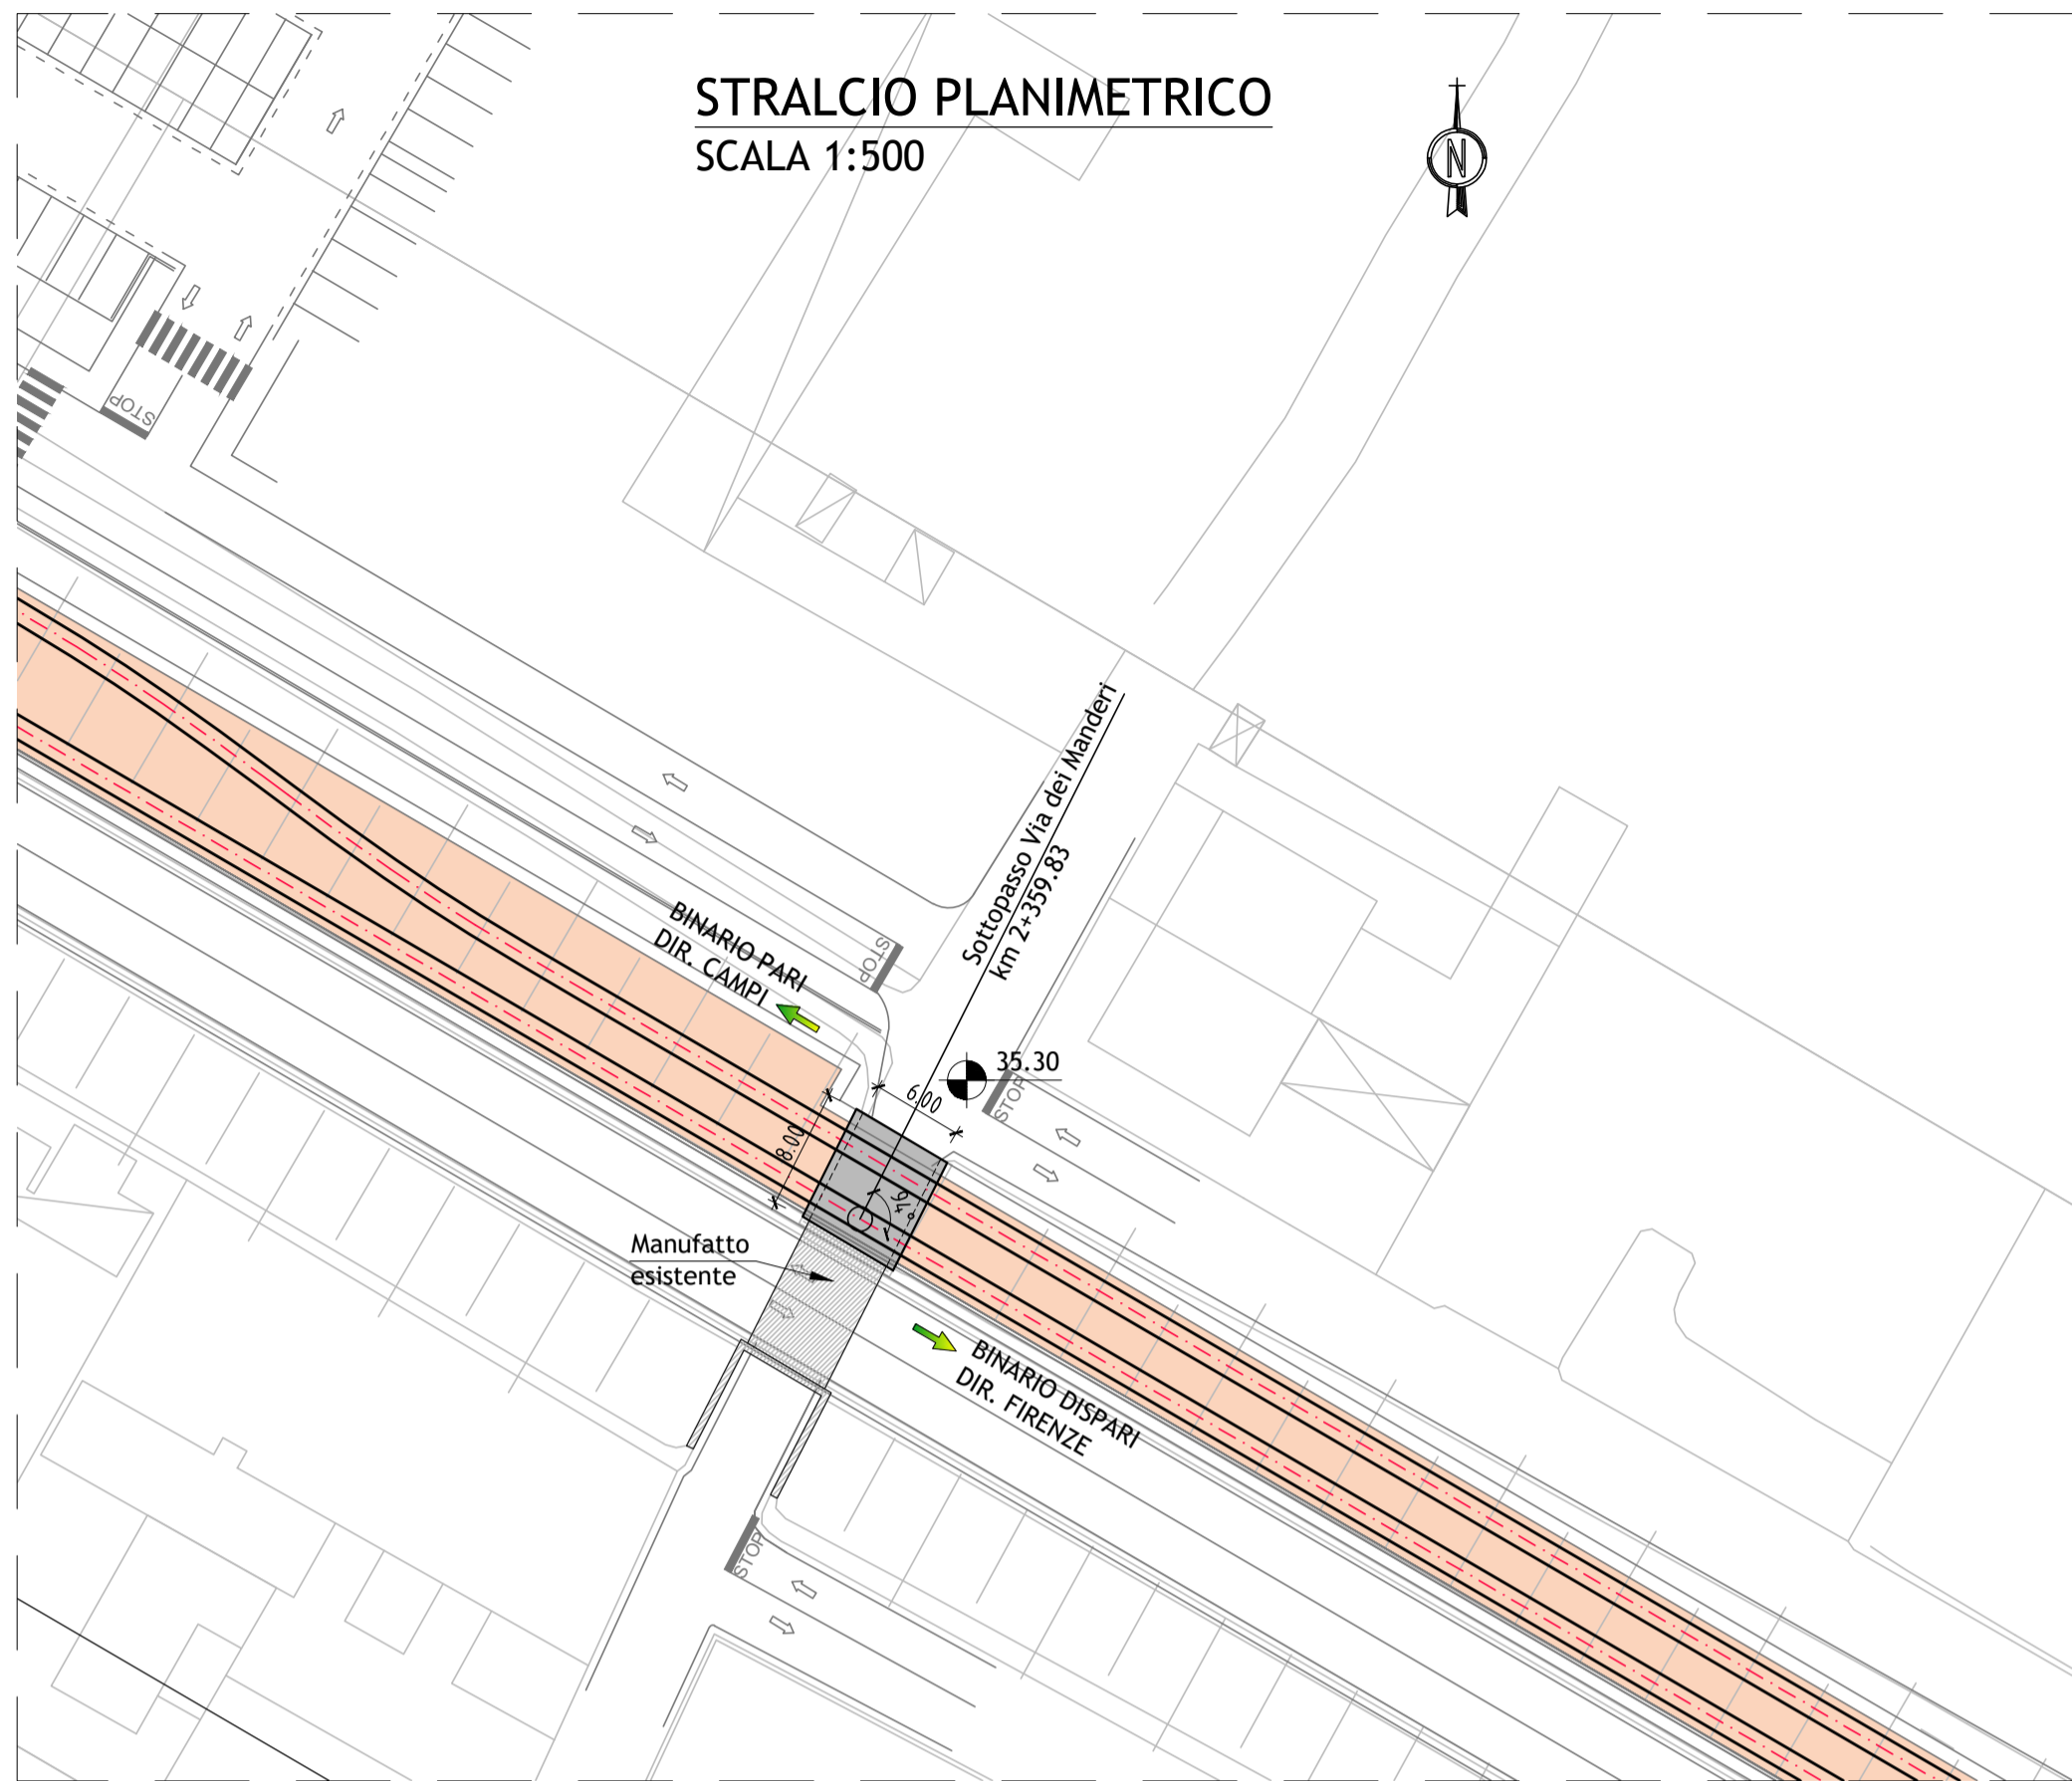 STRALCIO PLANIMETRICO
SCALA 1:500
N
STOP
Sottopasso Via dei Manderi
km 2+359.83
BINARIO PARI
DIR. CAMPI
STOP
35.30
6.00
STOP
8.00
94°
Manufatto
esistente
BINARIO DISPARI
DIR. FIRENZE
STOP